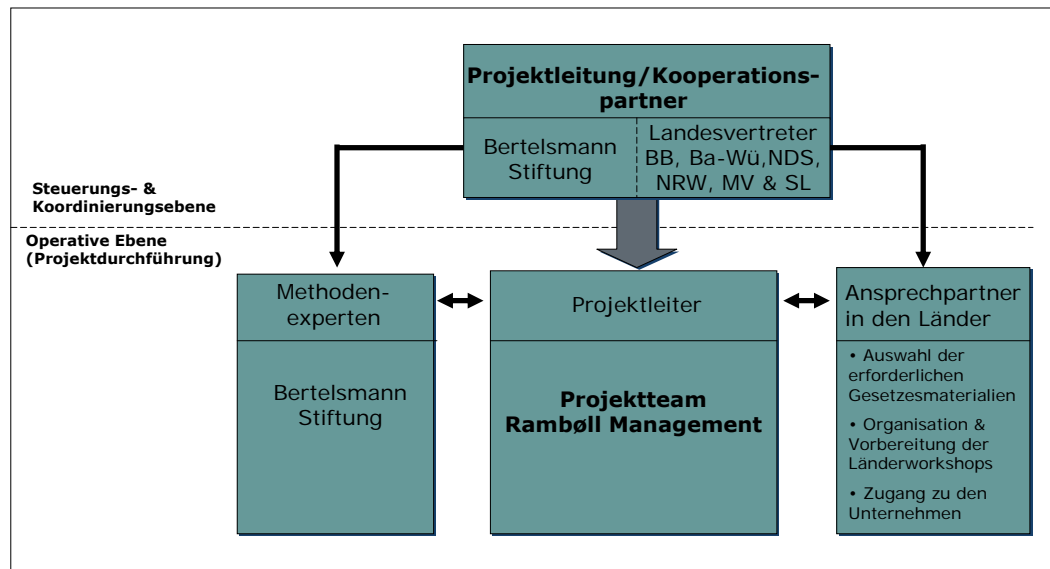 Projektleitung/Kooperations-
partner
Bertelsmann
Stiftung
Landesvertreter
BB, Ba-Wü,NDS,
NRW, MV & SL
Steuerungs- &
Koordinierungsebene
Operative Ebene
(Projektdurchführung)
Methoden-
experten
Bertelsmann
Stiftung
Projektleiter
Projektteam
Rambøll Management
Ansprechpartner
in den Länder
• Auswahl der
erforderlichen
Gesetzesmaterialien
• Organisation &
Vorbereitung der
Länderworkshops
• Zugang zu den
Unternehmen